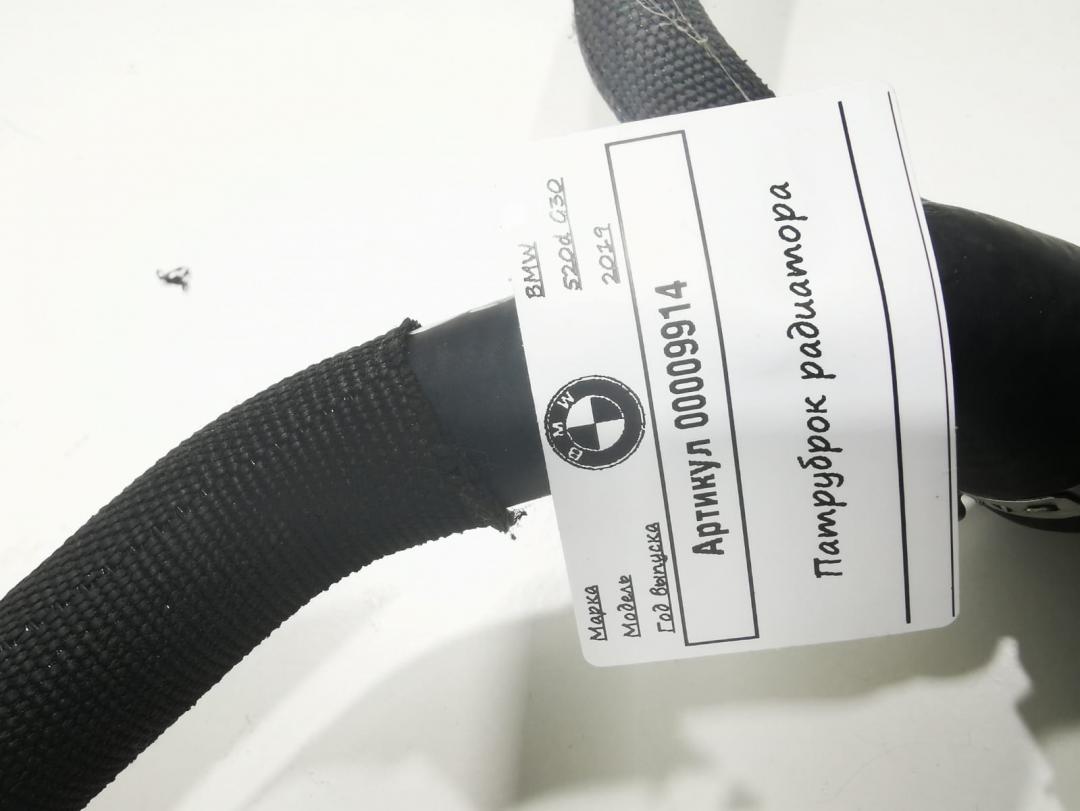 Марка BMW
Модель 520d G30
Год выпуска 2019
BMW
Артикул 000009914
Патрубок радиатора